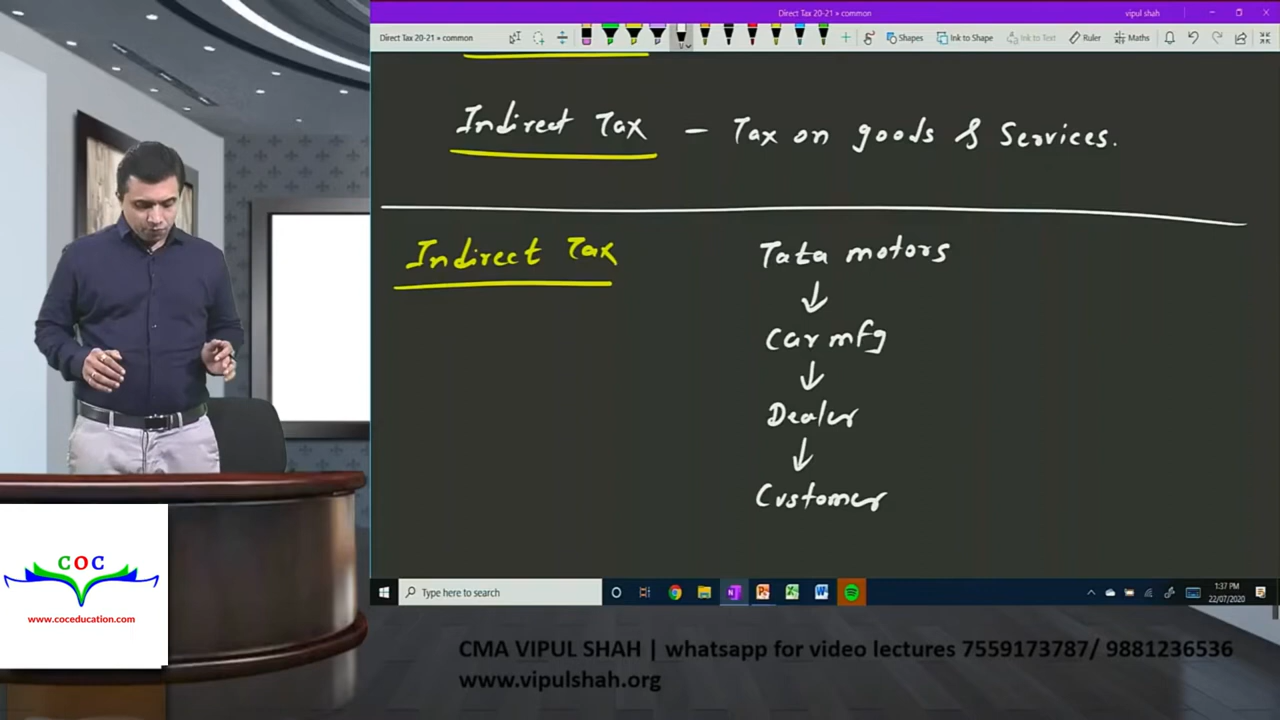 Direct Tax 20-21 > common
vipul shah
Direct Tax 20-21 > common
Shapes
Ink to Shape
Ink to Text
Ruler
Maths
Indirect Tax - Tax on goods & Services.
Indirect Tax
Tata motors
Car mfg
Dealer
Customer
COC
www.coceducation.com
Type here to search
1:37 PM
22/07/2020
CMA VIPUL SHAH | whatsapp for video lectures 7559173787/ 9881236536
www.vipulshah.org